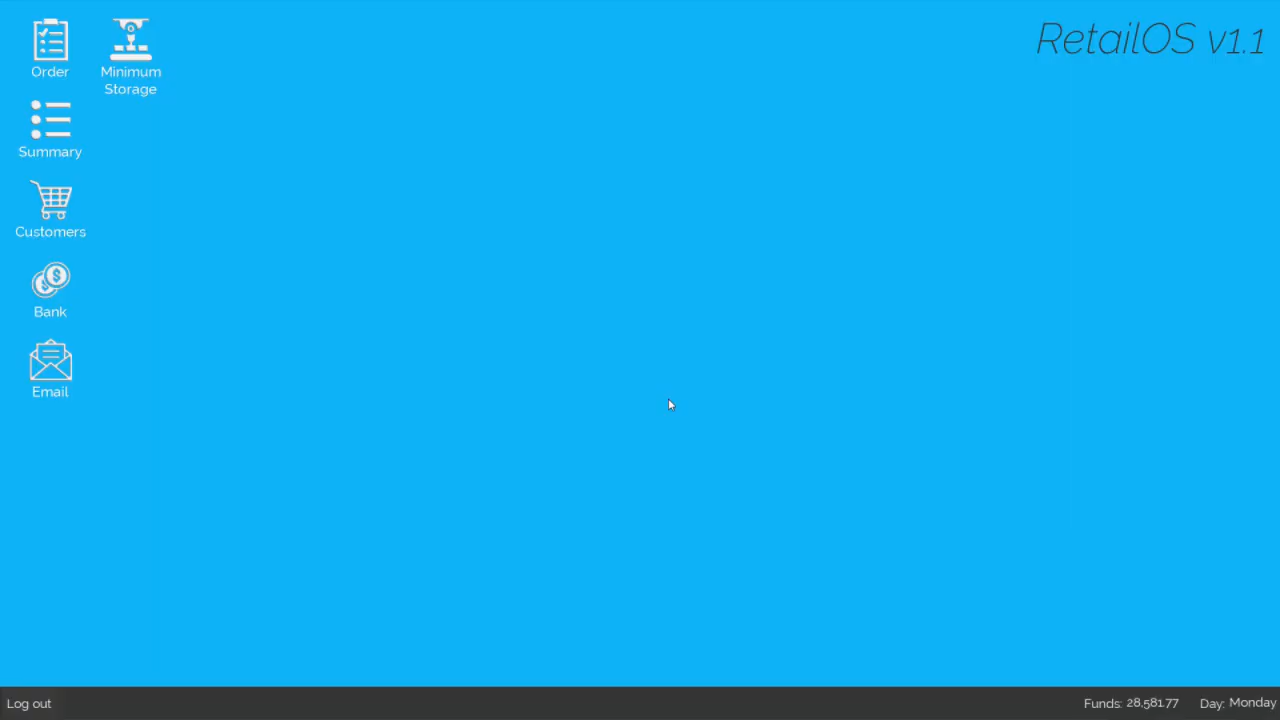 Order
Minimum
Storage
Summary
Customers
Bank
Email
RetailOS v1.1
Log out
Funds: 28,581.77
Day: Monday